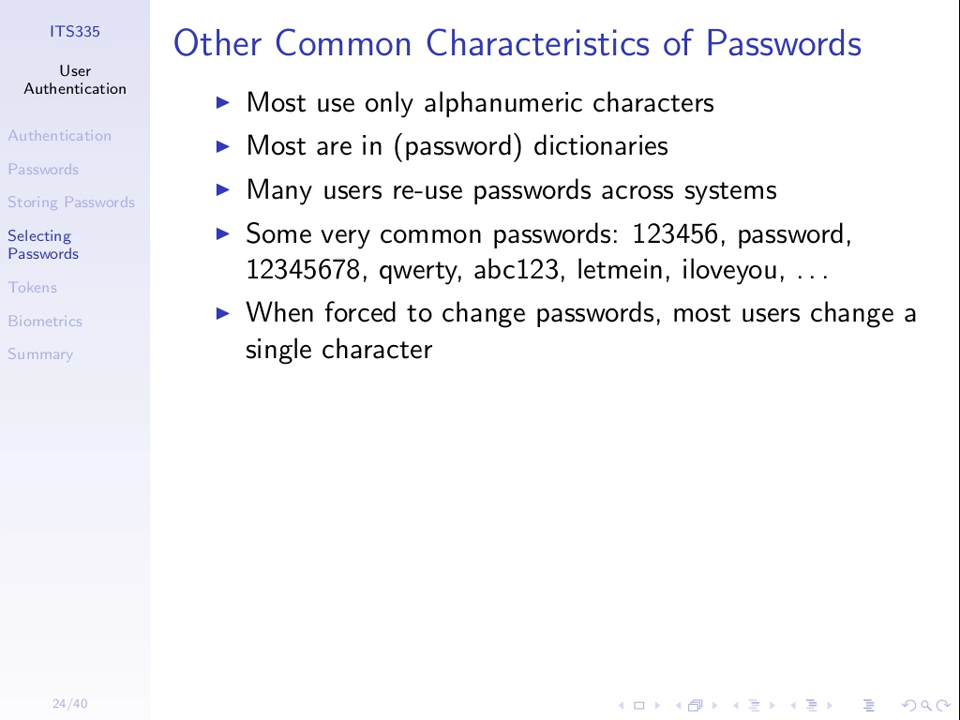 ITS335
User
Authentication
Authentication
Passwords
Storing Passwords
Selecting
Passwords
Tokens
Biometrics
Summary
24/40
Other Common Characteristics of Passwords
Most use only alphanumeric characters
Most are in (password) dictionaries
Many users re-use passwords across systems
Some very common passwords: 123456, password,
12345678, qwerty, abc123, letmein, iloveyou, ...
When forced to change passwords, most users change a
single character